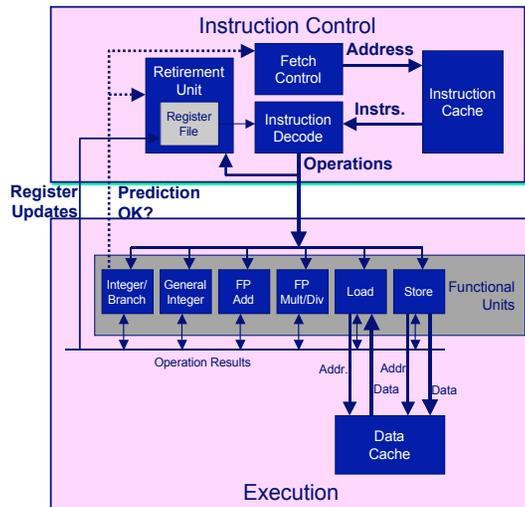 Instruction Control
Address
Fetch
Control
Retirement
Unit
Instruction
Cache
Register
File
Instruction
Decode
Instrs.
Operations
Register
Updates
Prediction
OK?
Integer/
Branch
General
Integer
FP
Add
FP
Mult/Div
Load
Store
Functional
Units
Operation Results
Addr.
Addr.
Data
Data
Data
Cache
Execution